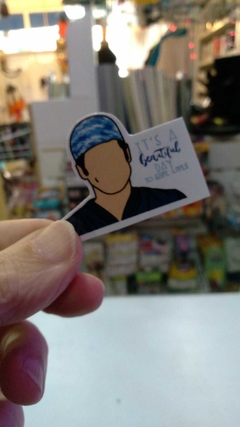 IT'S A
beautiful
DAY
TO SAVE LIVES